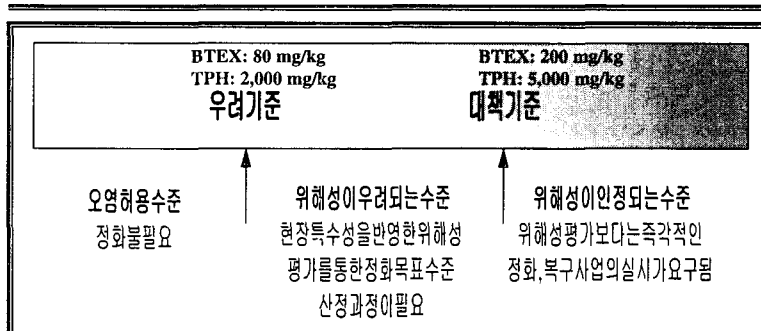 BTEX: 80 mg/kg
TPH: 2,000 mg/kg
우려기준
BTEX: 200 mg/kg
TPH: 5,000 mg/kg
대책기준
오염허용수준
정화불필요
위해성이우려되는수준
현장특수성을반영한위해성
평가를통한정화목표수준
산정과정이필요
위해성이인정되는수준
위해성평가보다는즉각적인
정화,복구사업의실시가요구됨